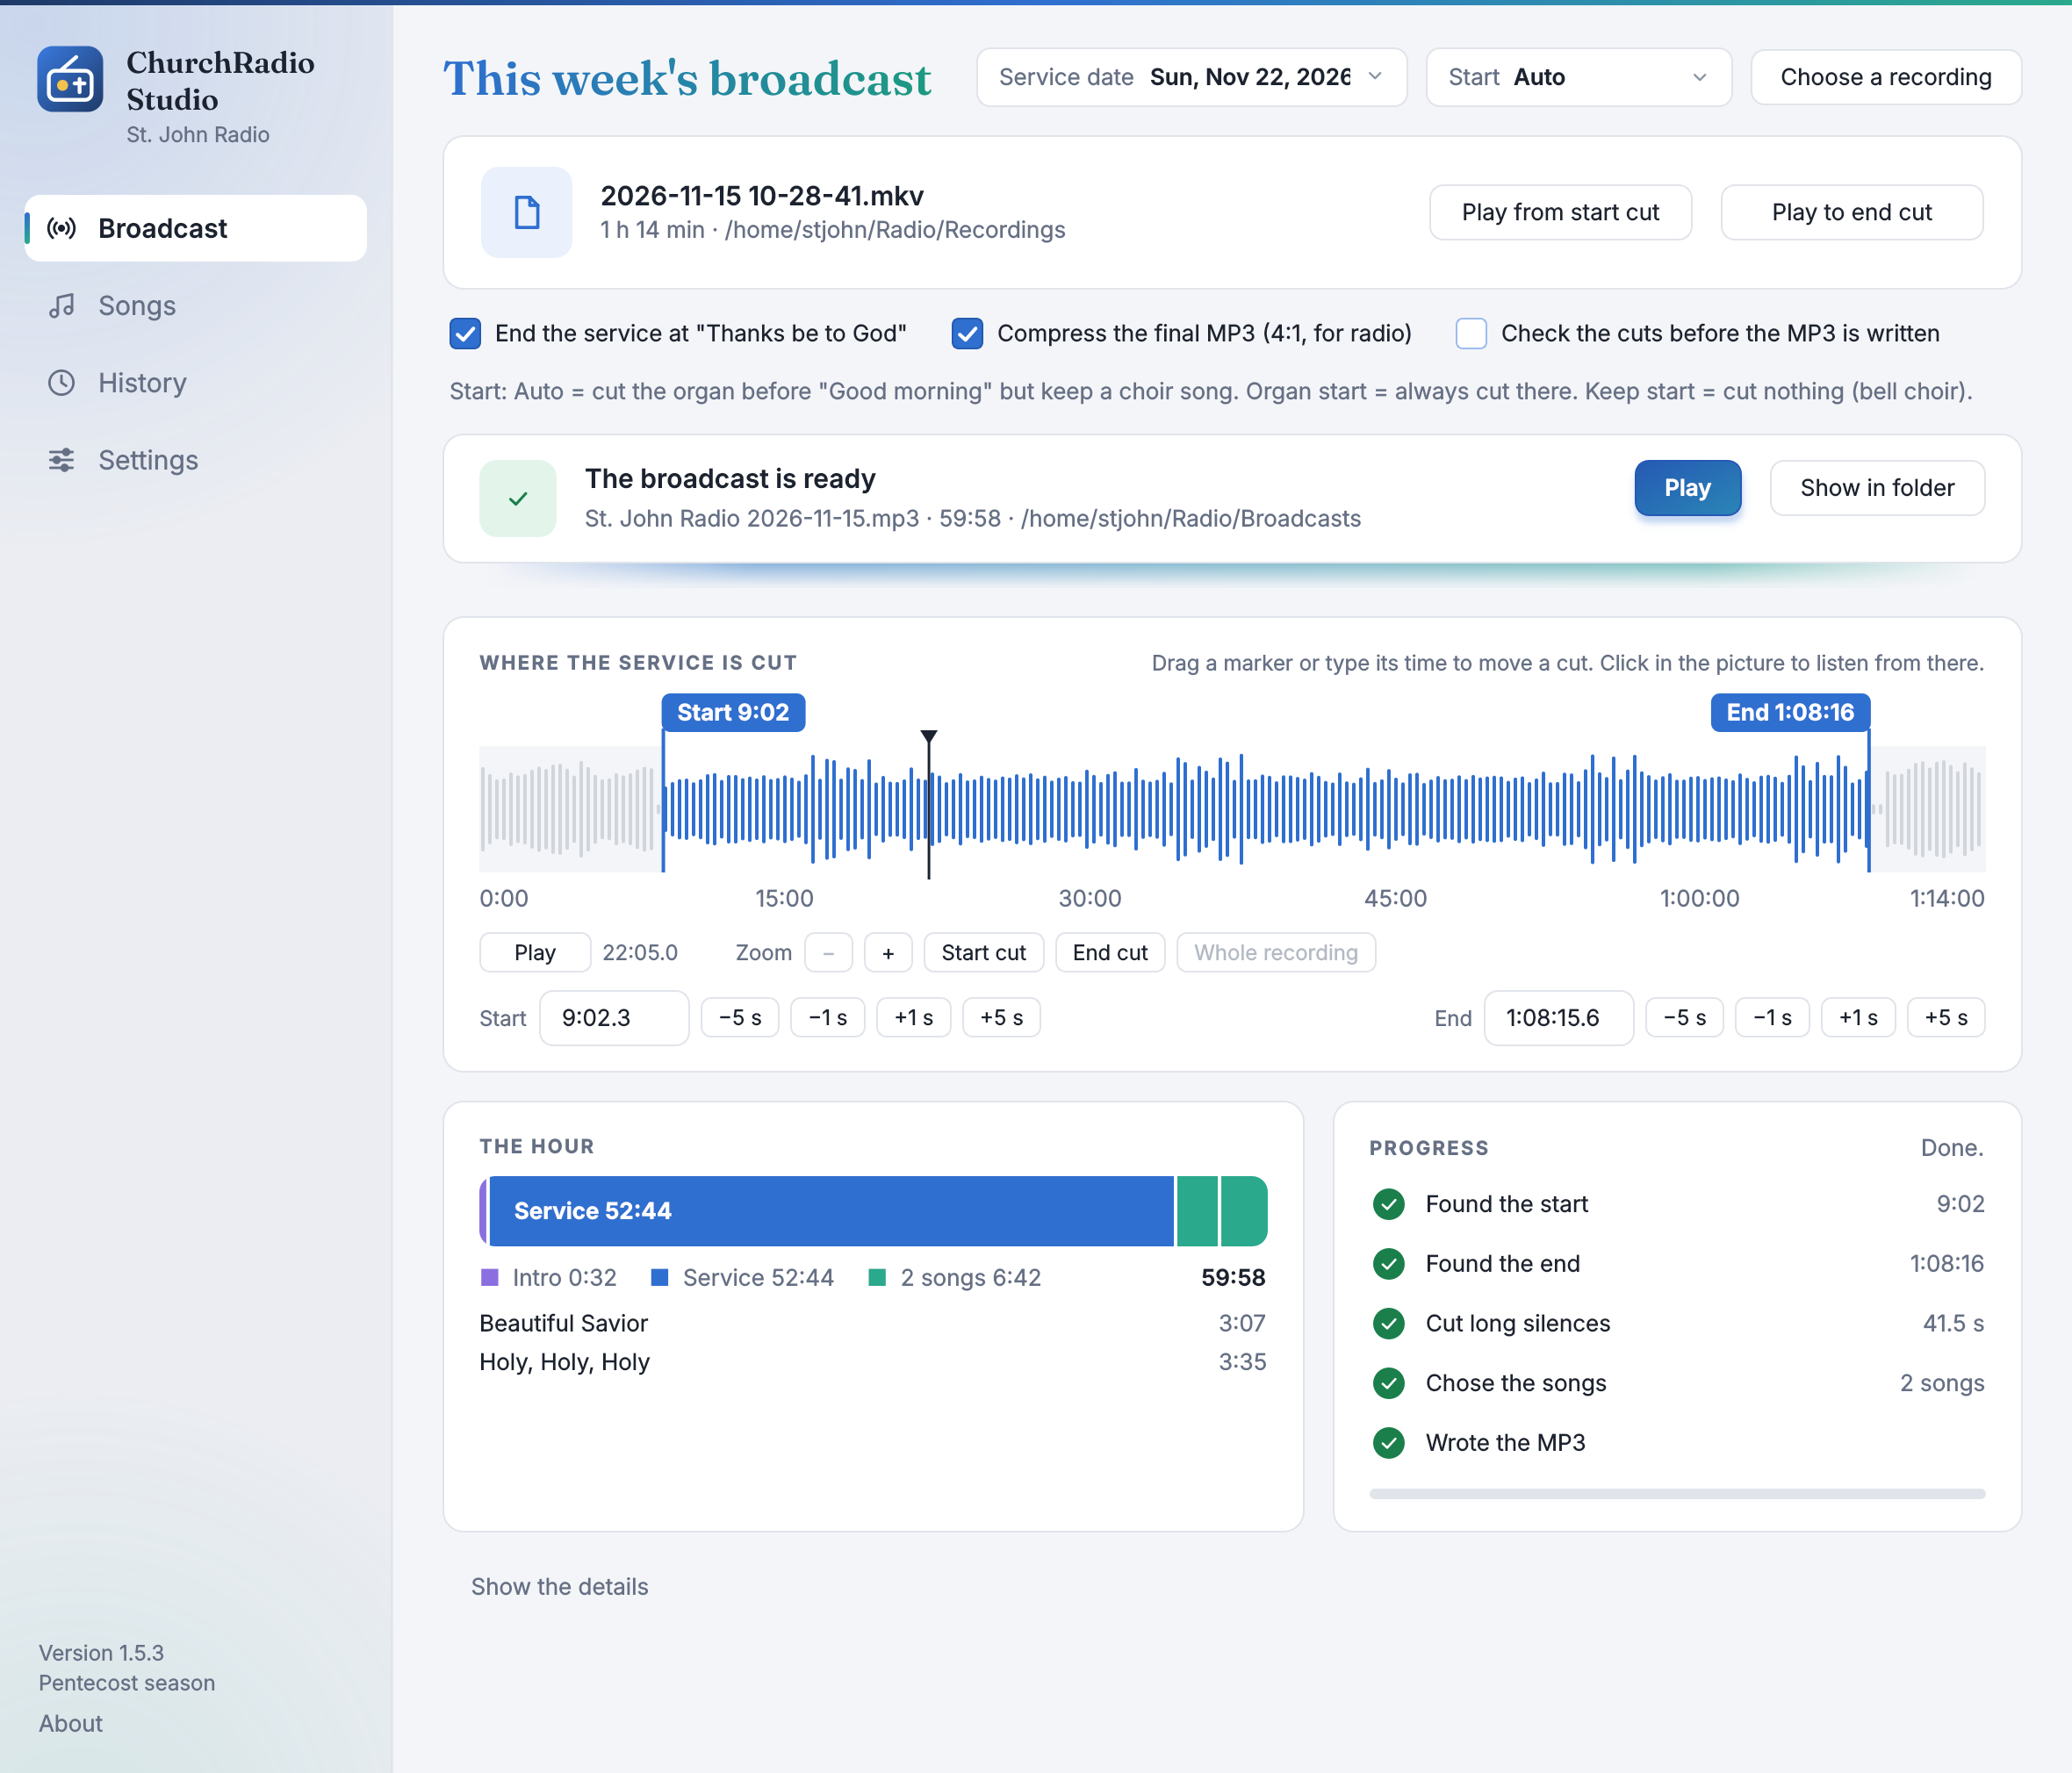 ChurchRadio
Studio
St. John Radio
Broadcast
Songs
History
Settings
Version 1.5.3
Pentecost season
About
This week's broadcast
Service date Sun, Nov 22, 2026
Start Auto
Choose a recording
2026-11-15 10-28-41.mkv
1 h 14 min · /home/stjohn/Radio/Recordings
Play from start cut
Play to end cut
End the service at "Thanks be to God"
Compress the final MP3 (4:1, for radio)
Check the cuts before the MP3 is written
Start: Auto = cut the organ before "Good morning" but keep a choir song. Organ start = always cut there. Keep start = cut nothing (bell choir).
The broadcast is ready
St. John Radio 2026-11-15.mp3 · 59:58 · /home/stjohn/Radio/Broadcasts
Play
Show in folder
WHERE THE SERVICE IS CUT
Drag a marker or type its time to move a cut. Click in the picture to listen from there.
Start 9:02
End 1:08:16
0:00 15:00 30:00 45:00 1:00:00 1:14:00
Play 22:05.0 Zoom − + Start cut End cut Whole recording
Start 9:02.3 −5 s −1 s +1 s +5 s
End 1:08:15.6 −5 s −1 s +1 s +5 s
THE HOUR
Service 52:44
Intro 0:32 Service 52:44 2 songs 6:42 59:58
Beautiful Savior 3:07
Holy, Holy, Holy 3:35
PROGRESS Done.
Found the start 9:02
Found the end 1:08:16
Cut long silences 41.5 s
Chose the songs 2 songs
Wrote the MP3
Show the details